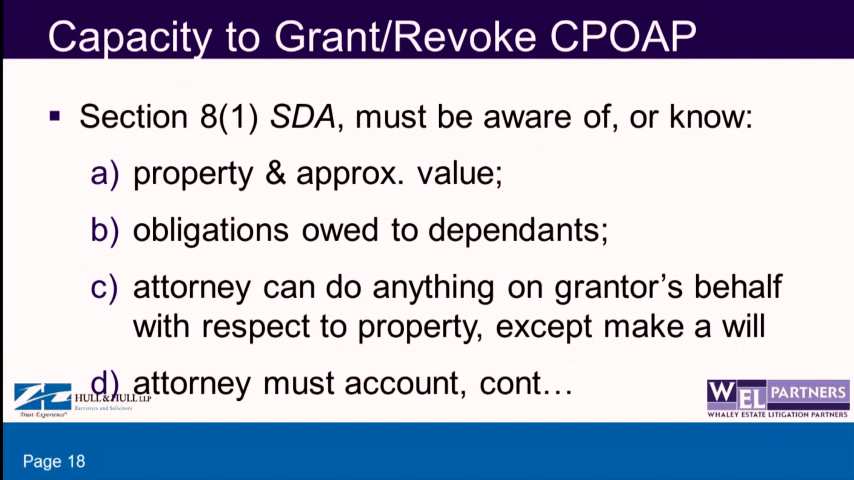 Capacity to Grant/Revoke CPOAP
▪ Section 8(1) SDA, must be aware of, or know:
a) property & approx. value;
b) obligations owed to dependants;
c) attorney can do anything on grantor’s behalf
with respect to property, except make a will
d) attorney must account, cont…
HULL & HULL LLP
Barristers and Solicitors
Trust Experience
WEL PARTNERS
WHALEY ESTATE LITIGATION PARTNERS
Page 18